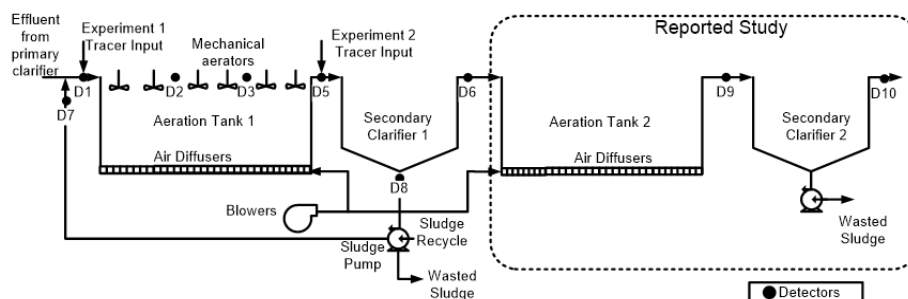 Effluent
from
primary
clarifier
Experiment 1
Tracer Input
Mechanical
aerators
Experiment 2
Tracer Input
Reported Study
D1
D2
D3
D5
D6
D9
D10
D7
Aeration Tank 1
Secondary
Clarifier 1
Aeration Tank 2
Secondary
Clarifier 2
Air Diffusers
Air Diffusers
D8
Blowers
Sludge
Recycle
Sludge
Pump
Wasted
Sludge
Wasted
Sludge
Detectors